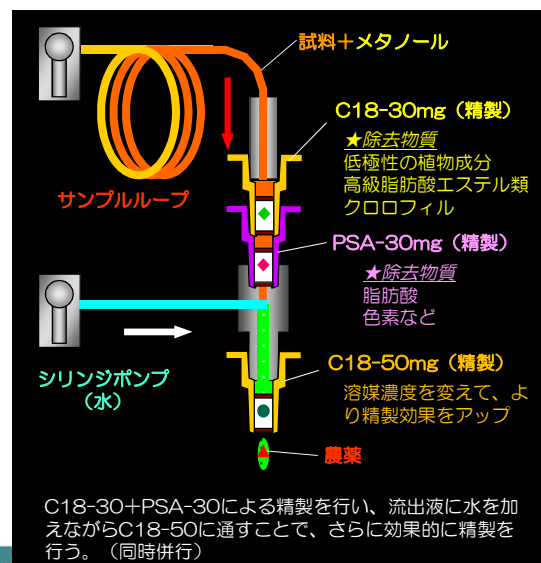 試料+メタノール
C18-30mg(精製)
★除去物質
低極性の植物成分
高級脂肪酸エステル類
クロロフィル
サンプルループ
PSA-30mg(精製)
★除去物質
脂肪酸
色素など
シリンジポンプ
(水)
C18-50mg(精製)
溶媒濃度を変えて、よ
り精製効果をアップ
農薬
C18-30+PSA-30による精製を行い、流出液に水を加
えながらC18-50に通すことで、さらに効果的に精製を
行う。(同時併行)